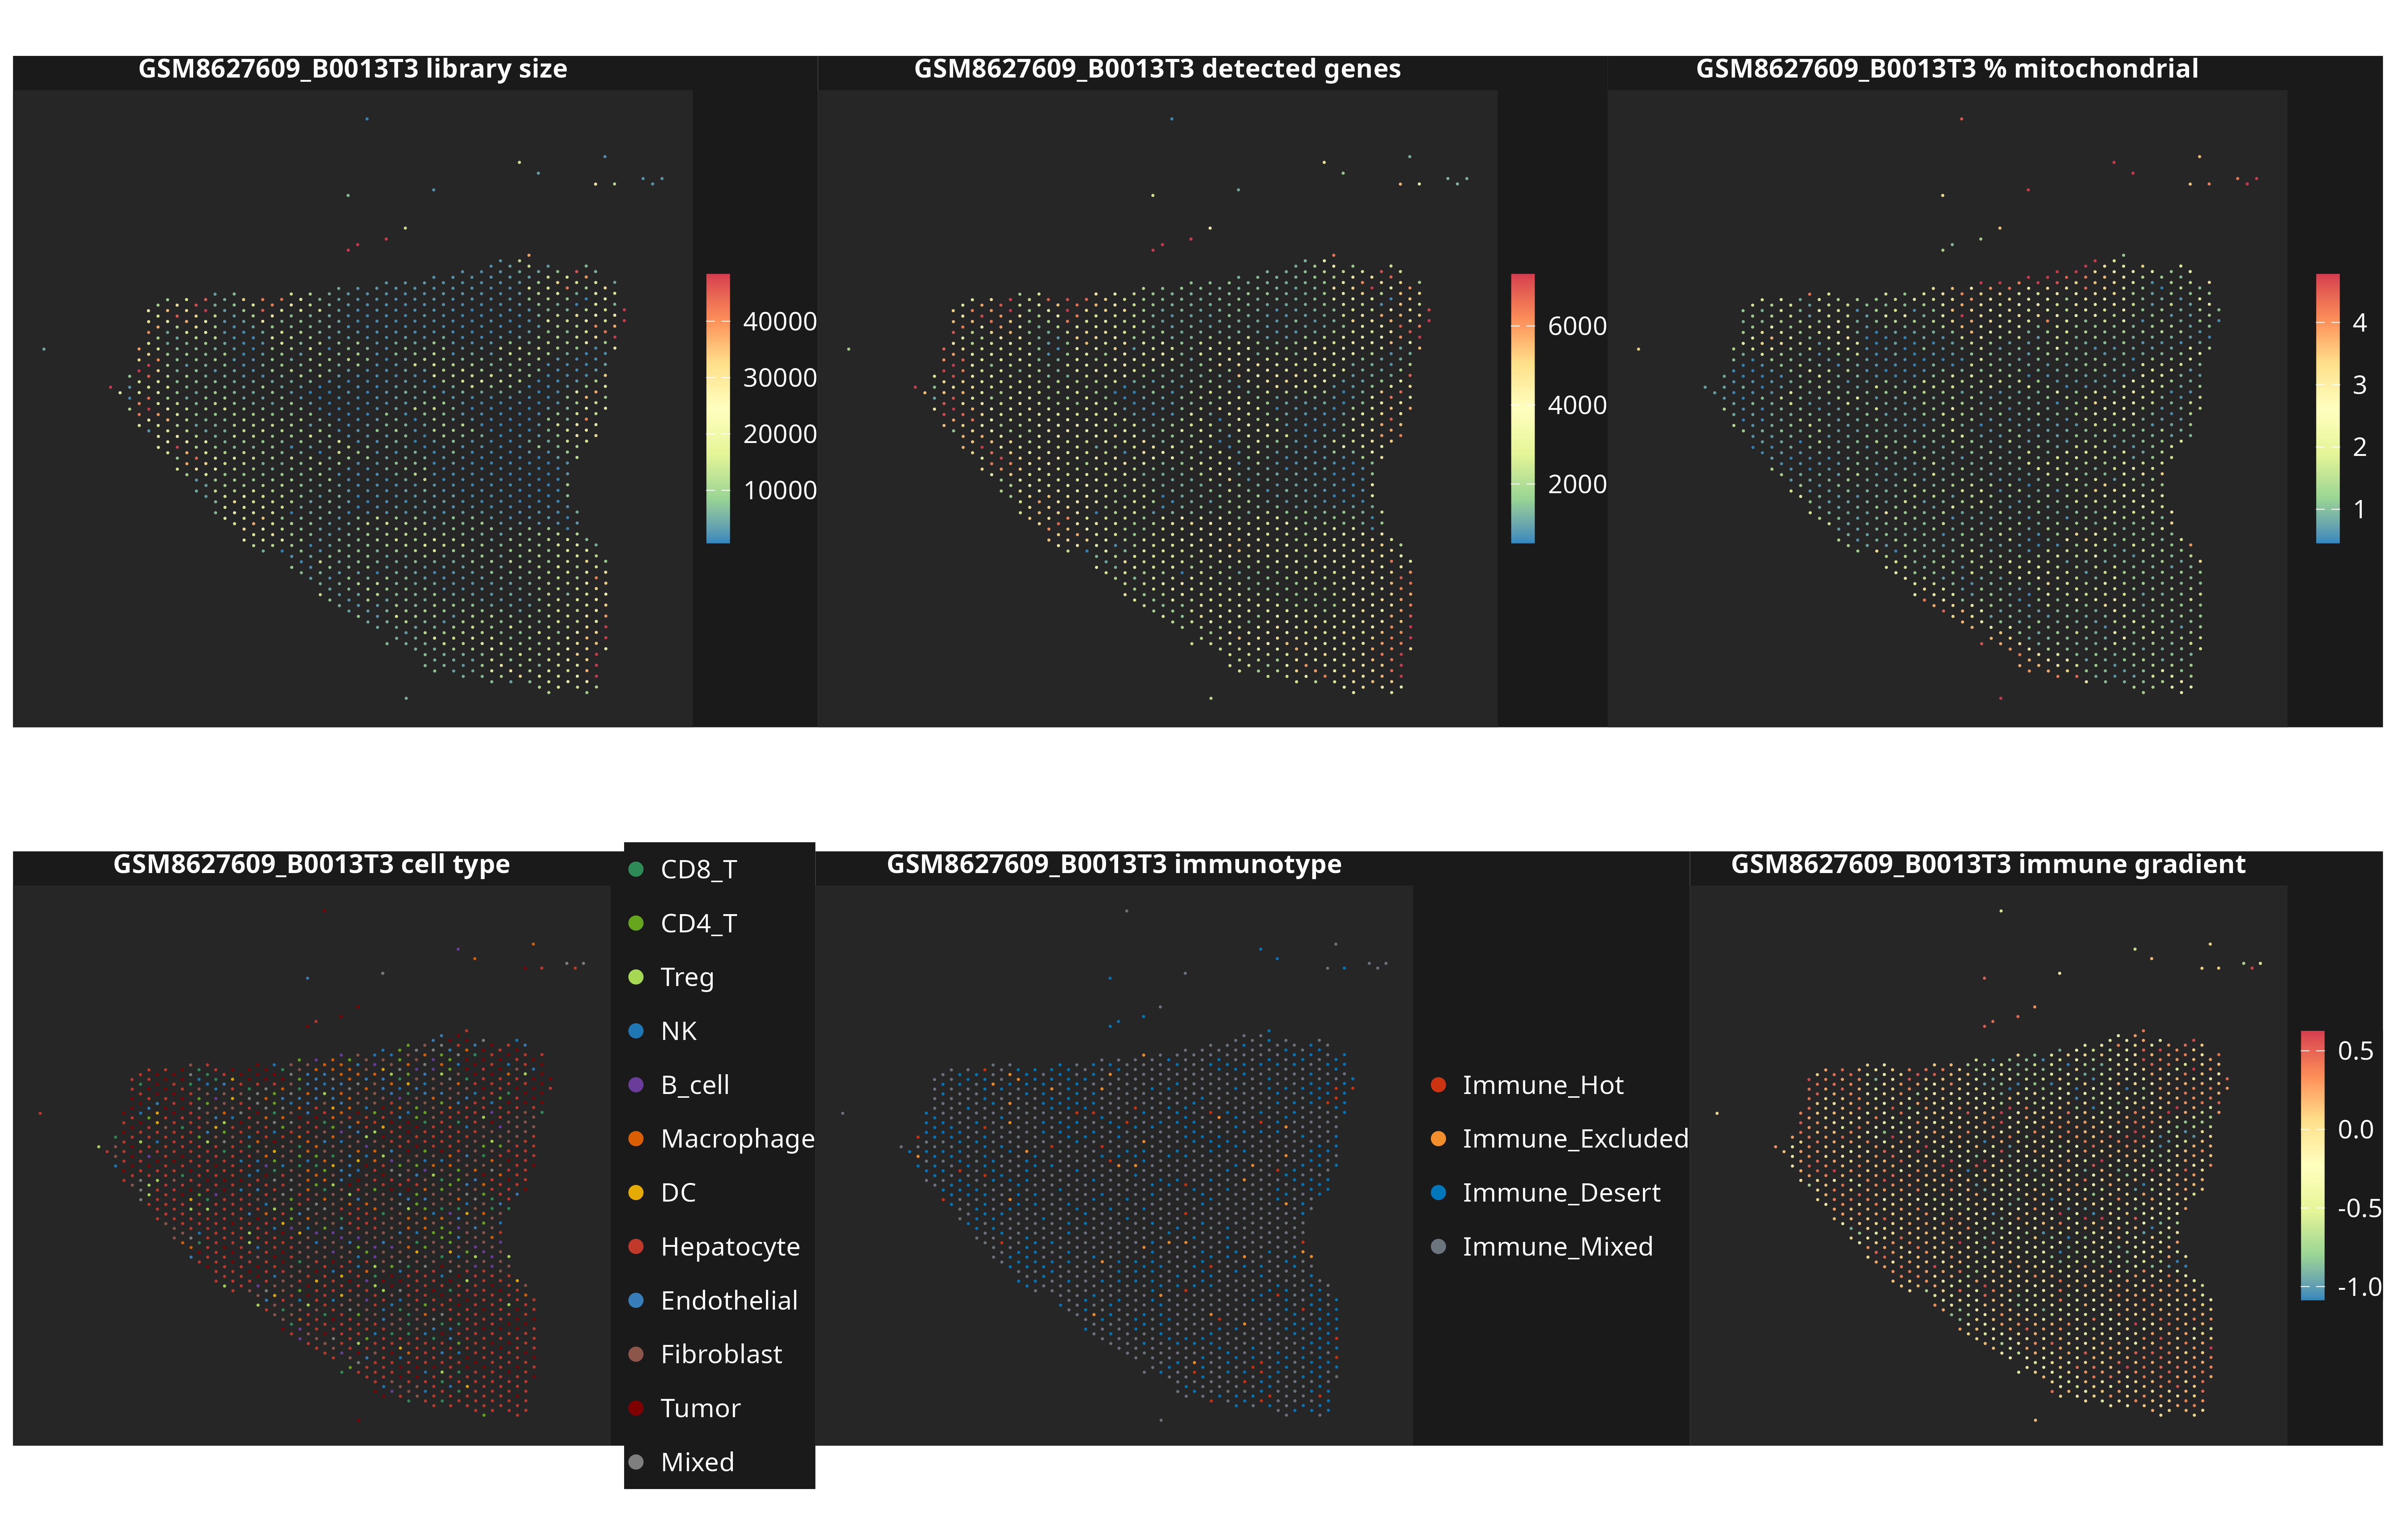 GSM8627609_B0013T3 library size
40000
30000
20000
10000
GSM8627609_B0013T3 detected genes
6000
4000
2000
GSM8627609_B0013T3 % mitochondrial
4
3
2
1
GSM8627609_B0013T3 cell type
CD8_T
CD4_T
Treg
NK
B_cell
Macrophage
DC
Hepatocyte
Endothelial
Fibroblast
Tumor
Mixed
GSM8627609_B0013T3 immunotype
Immune_Hot
Immune_Excluded
Immune_Desert
Immune_Mixed
GSM8627609_B0013T3 immune gradient
0.5
0.0
-0.5
-1.0